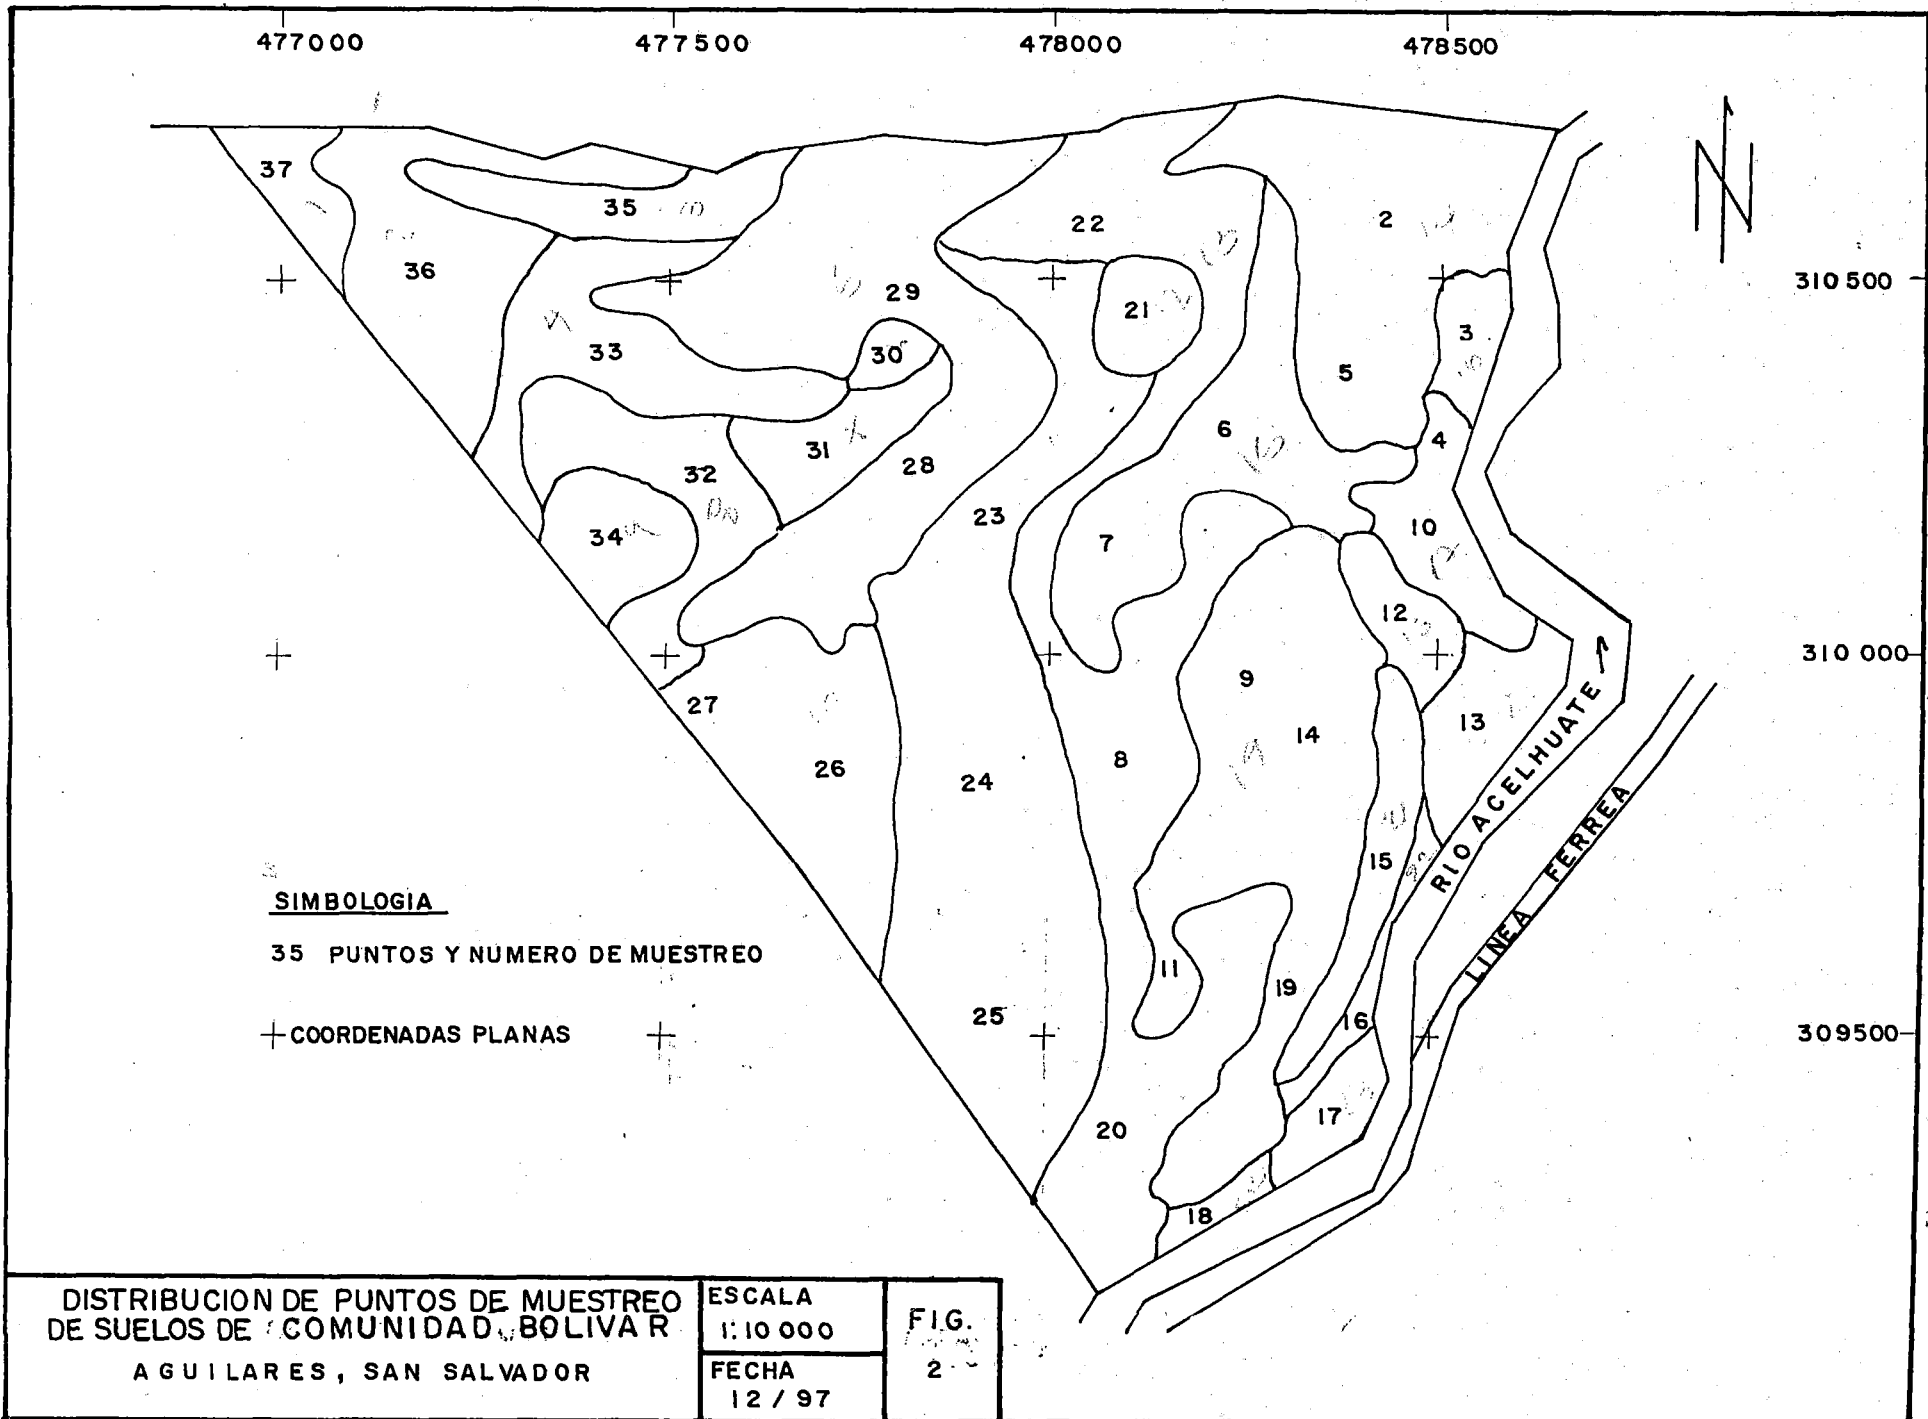 477000 477500 478000 478500
37
35
22
2
36
310500
29
21
3
33
30
5
6
4
31
28
32
23
10
34
7
12
310 000
9
27
13
14
8
26
24
RIO ACELHUATE
LINEA FERREA
15
SIMBOLOGIA
35 PUNTOS Y NUMERO DE MUESTREO
11
19
25
16
+ COORDENADAS PLANAS
309500
17
20
18
DISTRIBUCION DE PUNTOS DE MUESTREO
DE SUELOS DE COMUNIDAD BOLIVAR
AGUILARES, SAN SALVADOR
ESCALA
1:10 000
FECHA
12 / 97
FIG.
2
N